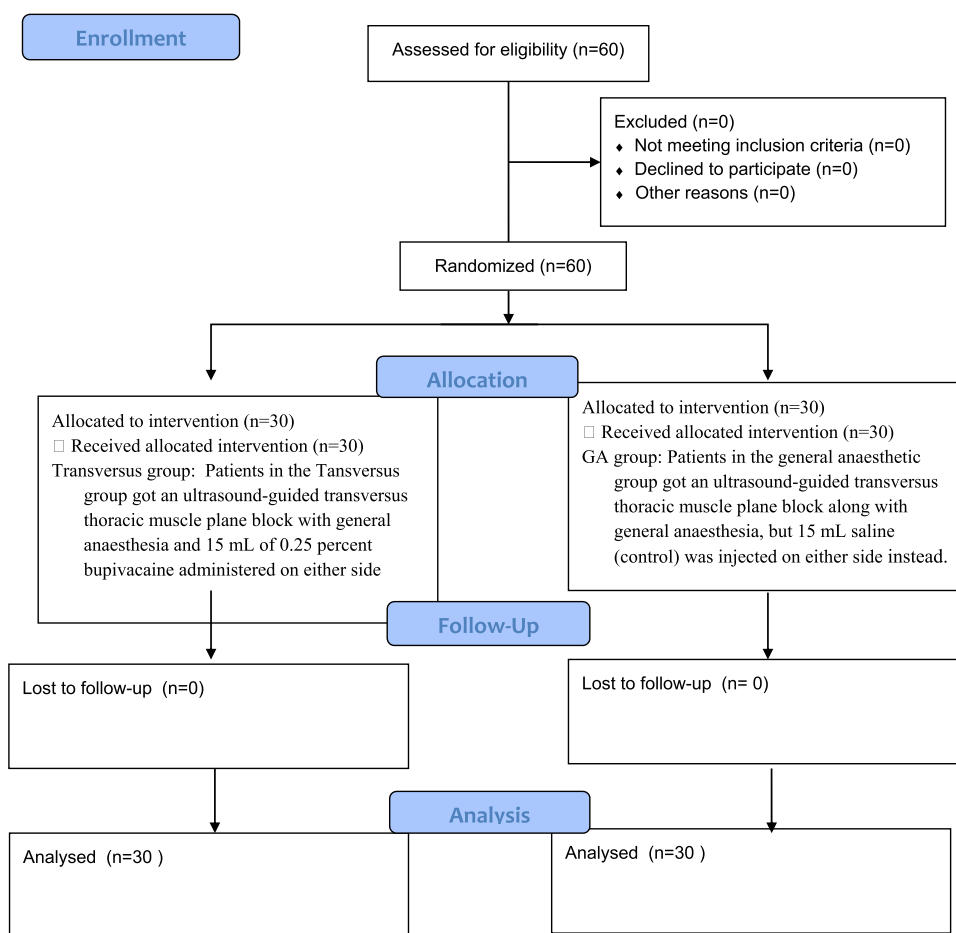 Enrollment
Assessed for eligibility (n=60)
Excluded (n=0)
♦ Not meeting inclusion criteria (n=0)
♦ Declined to participate (n=0)
♦ Other reasons (n=0)
Randomized (n=60)
Allocation
Allocated to intervention (n=30)
□ Received allocated intervention (n=30)
Transversus group: Patients in the Tansversus
group got an ultrasound-guided transversus
thoracic muscle plane block with general
anaesthesia and 15 mL of 0.25 percent
bupivacaine administered on either side
Allocated to intervention (n=30)
□ Received allocated intervention (n=30)
GA group: Patients in the general anaesthetic
group got an ultrasound-guided transversus
thoracic muscle plane block along with
general anaesthesia, but 15 mL saline
(control) was injected on either side instead.
Follow-Up
Lost to follow-up (n=0)
Lost to follow-up (n= 0)
Analysis
Analysed (n=30 )
Analysed (n=30 )